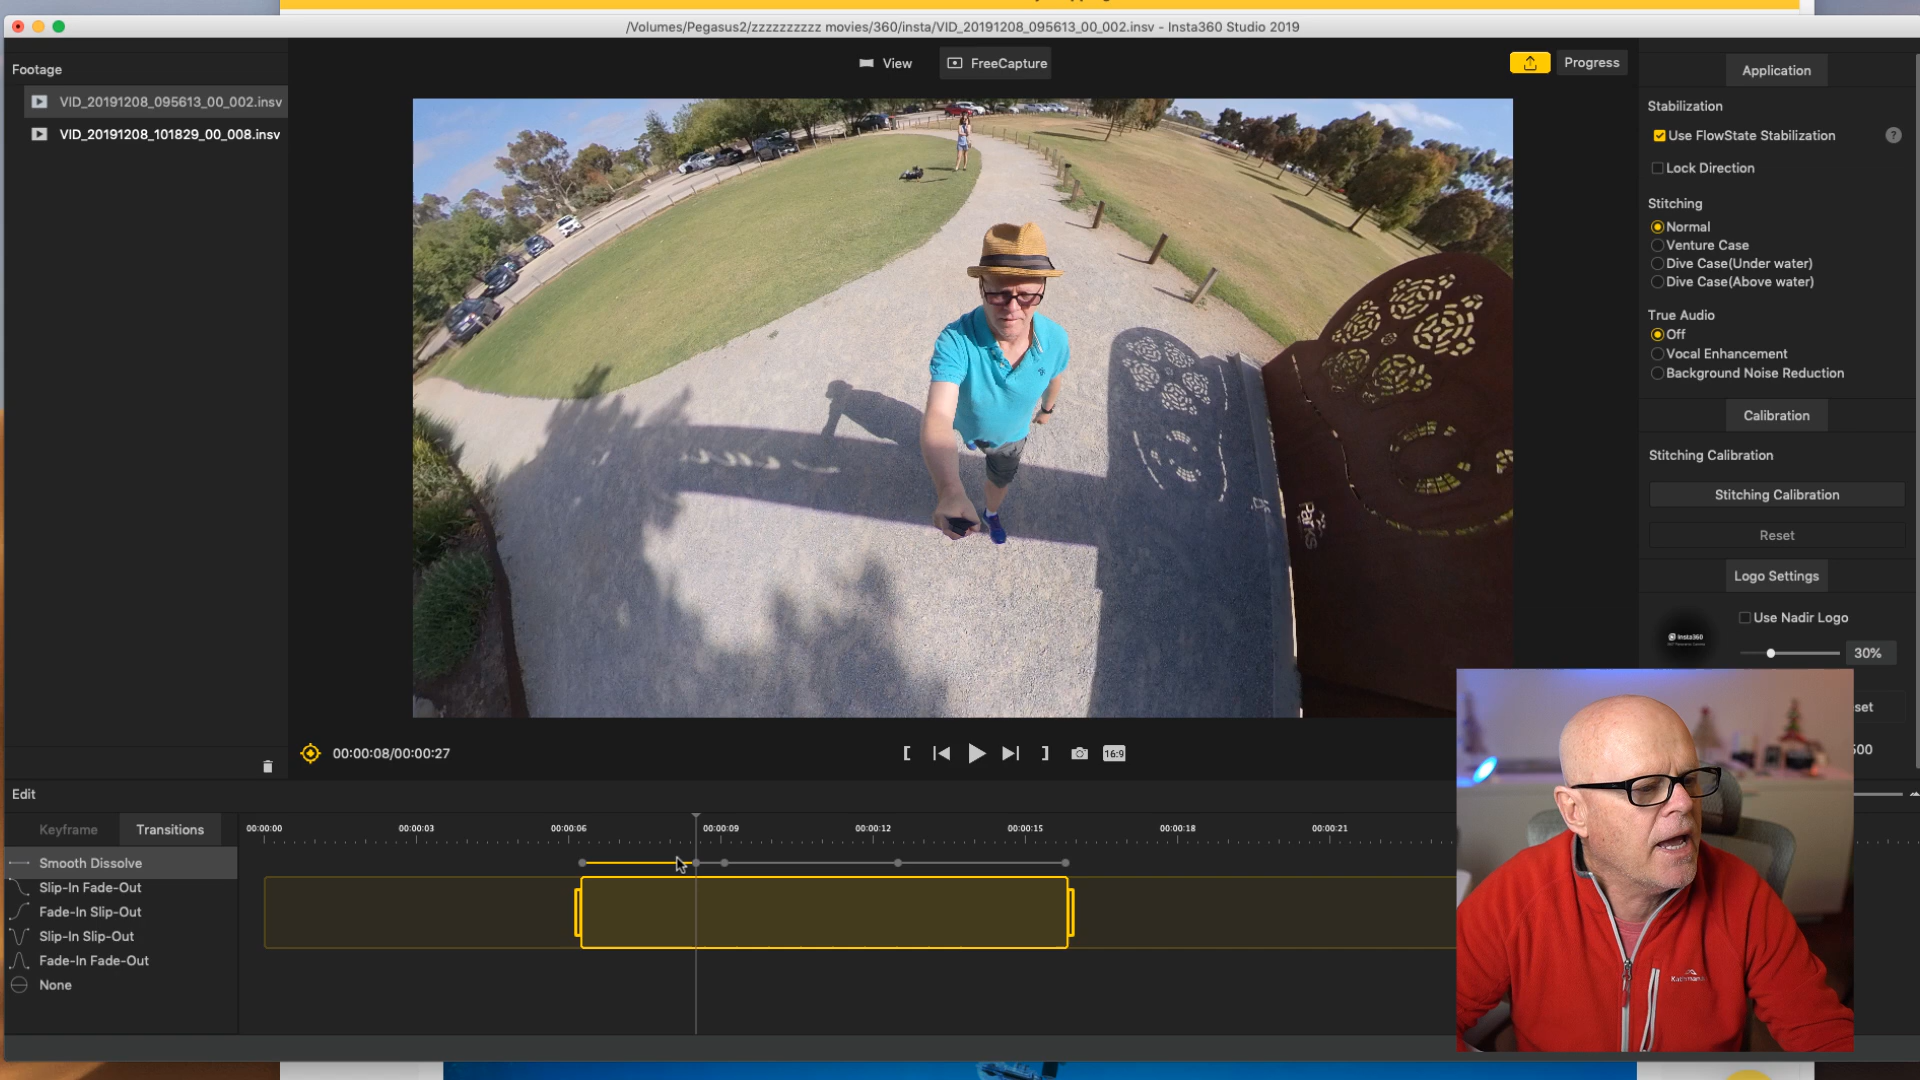 /Volumes/Pegasus2/zzzzzzzzzz movies/360/insta/VID_20191208_095613_00_002.insv - Insta360 Studio 2019
Footage
VID_20191208_095613_00_002.insv
VID_20191208_101829_00_008.insv
View
FreeCapture
Progress
Application
Stabilization
Use FlowState Stabilization
?
Lock Direction
Stitching
Normal
Venture Case
Dive Case(Under water)
Dive Case(Above water)
True Audio
Off
Vocal Enhancement
Background Noise Reduction
Calibration
Stitching Calibration
Stitching Calibration
Reset
Logo Settings
Use Nadir Logo
Insta360
30%
set
00
Parks
00:00:08/00:00:27
16:9
Edit
Keyframe
Transitions
Smooth Dissolve
Slip-In Fade-Out
Fade-In Slip-Out
Slip-In Slip-Out
Fade-In Fade-Out
None
00:00:00
00:00:03
00:00:06
00:00:09
00:00:12
00:00:15
00:00:18
00:00:21